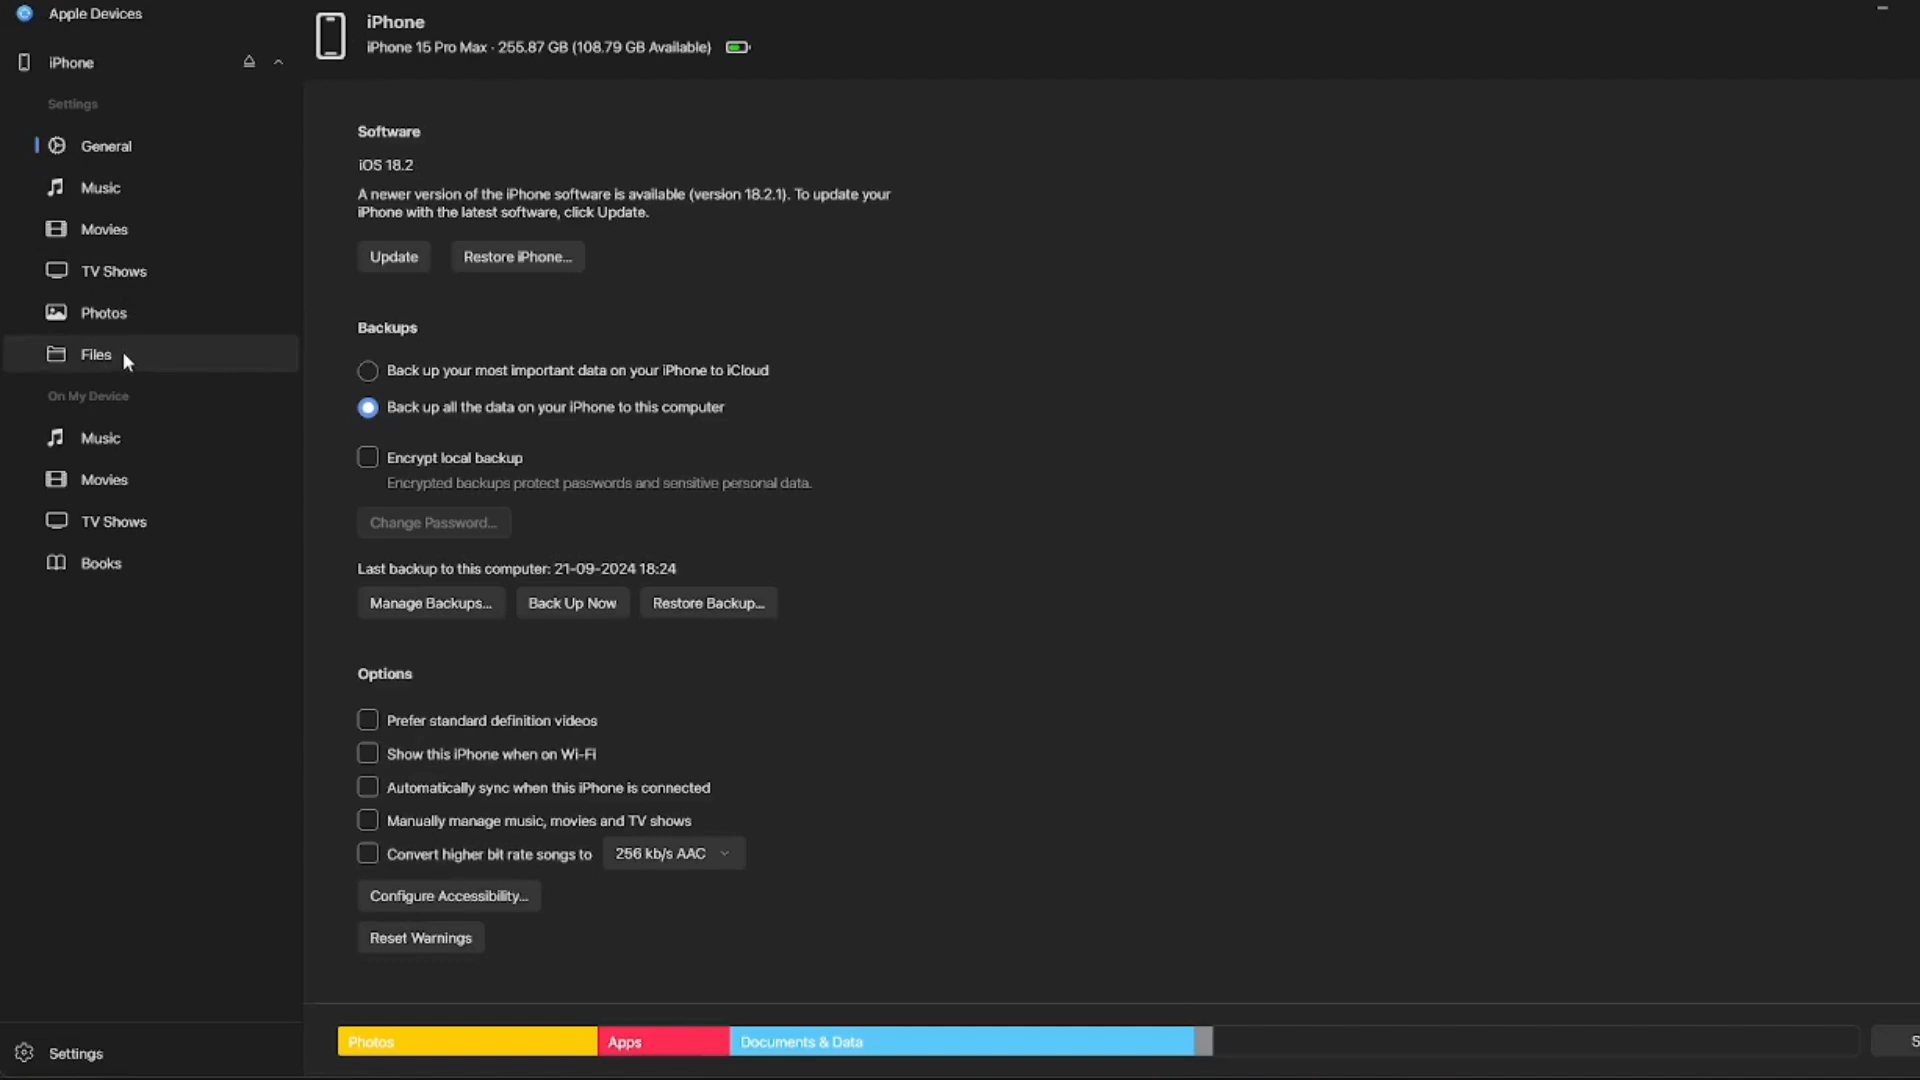 Apple Devices
iPhone
Settings
General
Music
Movies
TV Shows
Photos
Files
On My Device
Music
Movies
TV Shows
Books
Settings
iPhone
iPhone 15 Pro Max · 255.87 GB (108.79 GB Available)
Software
iOS 18.2
A newer version of the iPhone software is available (version 18.2.1). To update your
iPhone with the latest software, click Update.
Update
Restore iPhone...
Backups
Back up your most important data on your iPhone to iCloud
Back up all the data on your iPhone to this computer
Encrypt local backup
Encrypted backups protect passwords and sensitive personal data.
Change Password...
Last backup to this computer: 21-09-2024 18:24
Manage Backups...
Back Up Now
Restore Backup...
Options
Prefer standard definition videos
Show this iPhone when on Wi-Fi
Automatically sync when this iPhone is connected
Manually manage music, movies and TV shows
Convert higher bit rate songs to
256 kb/s AAC
Configure Accessibility...
Reset Warnings
Photos
Apps
Documents & Data